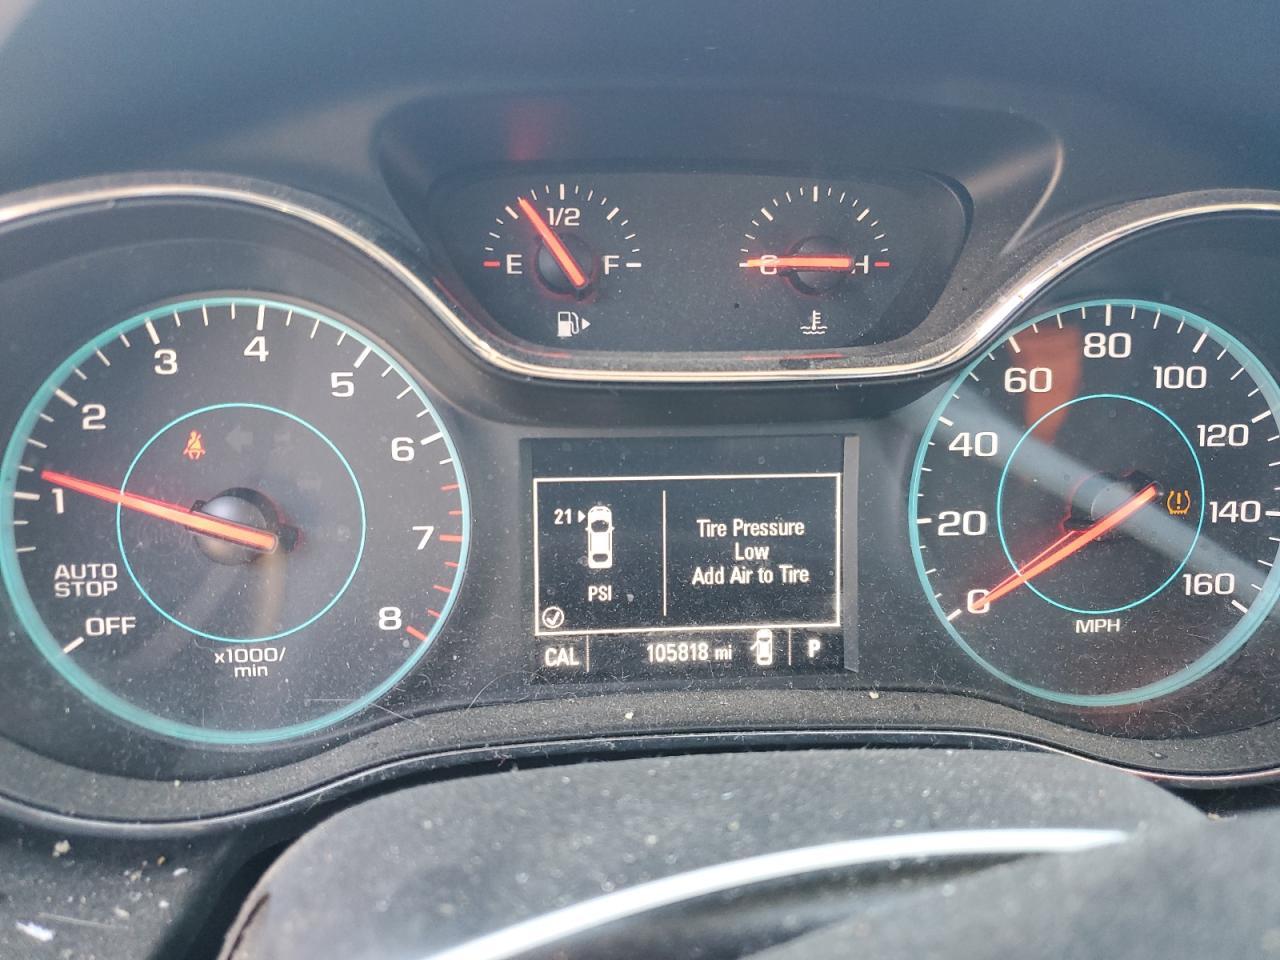 1/2
E
F
C
H
1
2
3
4
5
6
7
8
AUTO
STOP
OFF
x1000/
min
21
PSI
Tire Pressure
Low
Add Air to Tire
CAL
105818 mi
P
0
20
40
60
80
100
120
140
160
MPH